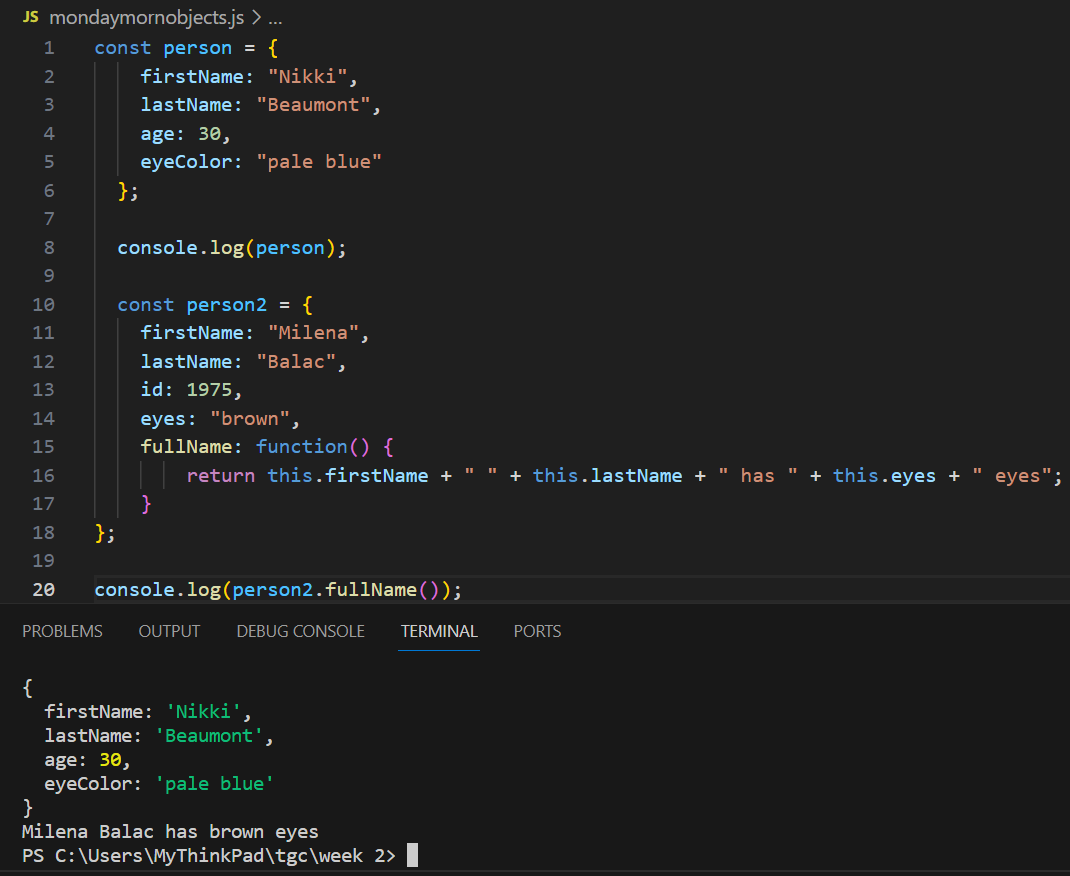 JS mondaymornobjects.js > ...
1 const person = {
2 firstName: "Nikki",
3 lastName: "Beaumont",
4 age: 30,
5 eyeColor: "pale blue"
6 };
7
8 console.log(person);
9
10 const person2 = {
11 firstName: "Milena",
12 lastName: "Balac",
13 id: 1975,
14 eyes: "brown",
15 fullName: function() {
16 return this.firstName + " " + this.lastName + " has " + this.eyes + " eyes";
17 }
18 };
19
20 console.log(person2.fullName());
PROBLEMS OUTPUT DEBUG CONSOLE TERMINAL PORTS
{
firstName: 'Nikki',
lastName: 'Beaumont',
age: 30,
eyeColor: 'pale blue'
}
Milena Balac has brown eyes
PS C:\Users\MyThinkPad\tgc\week 2>